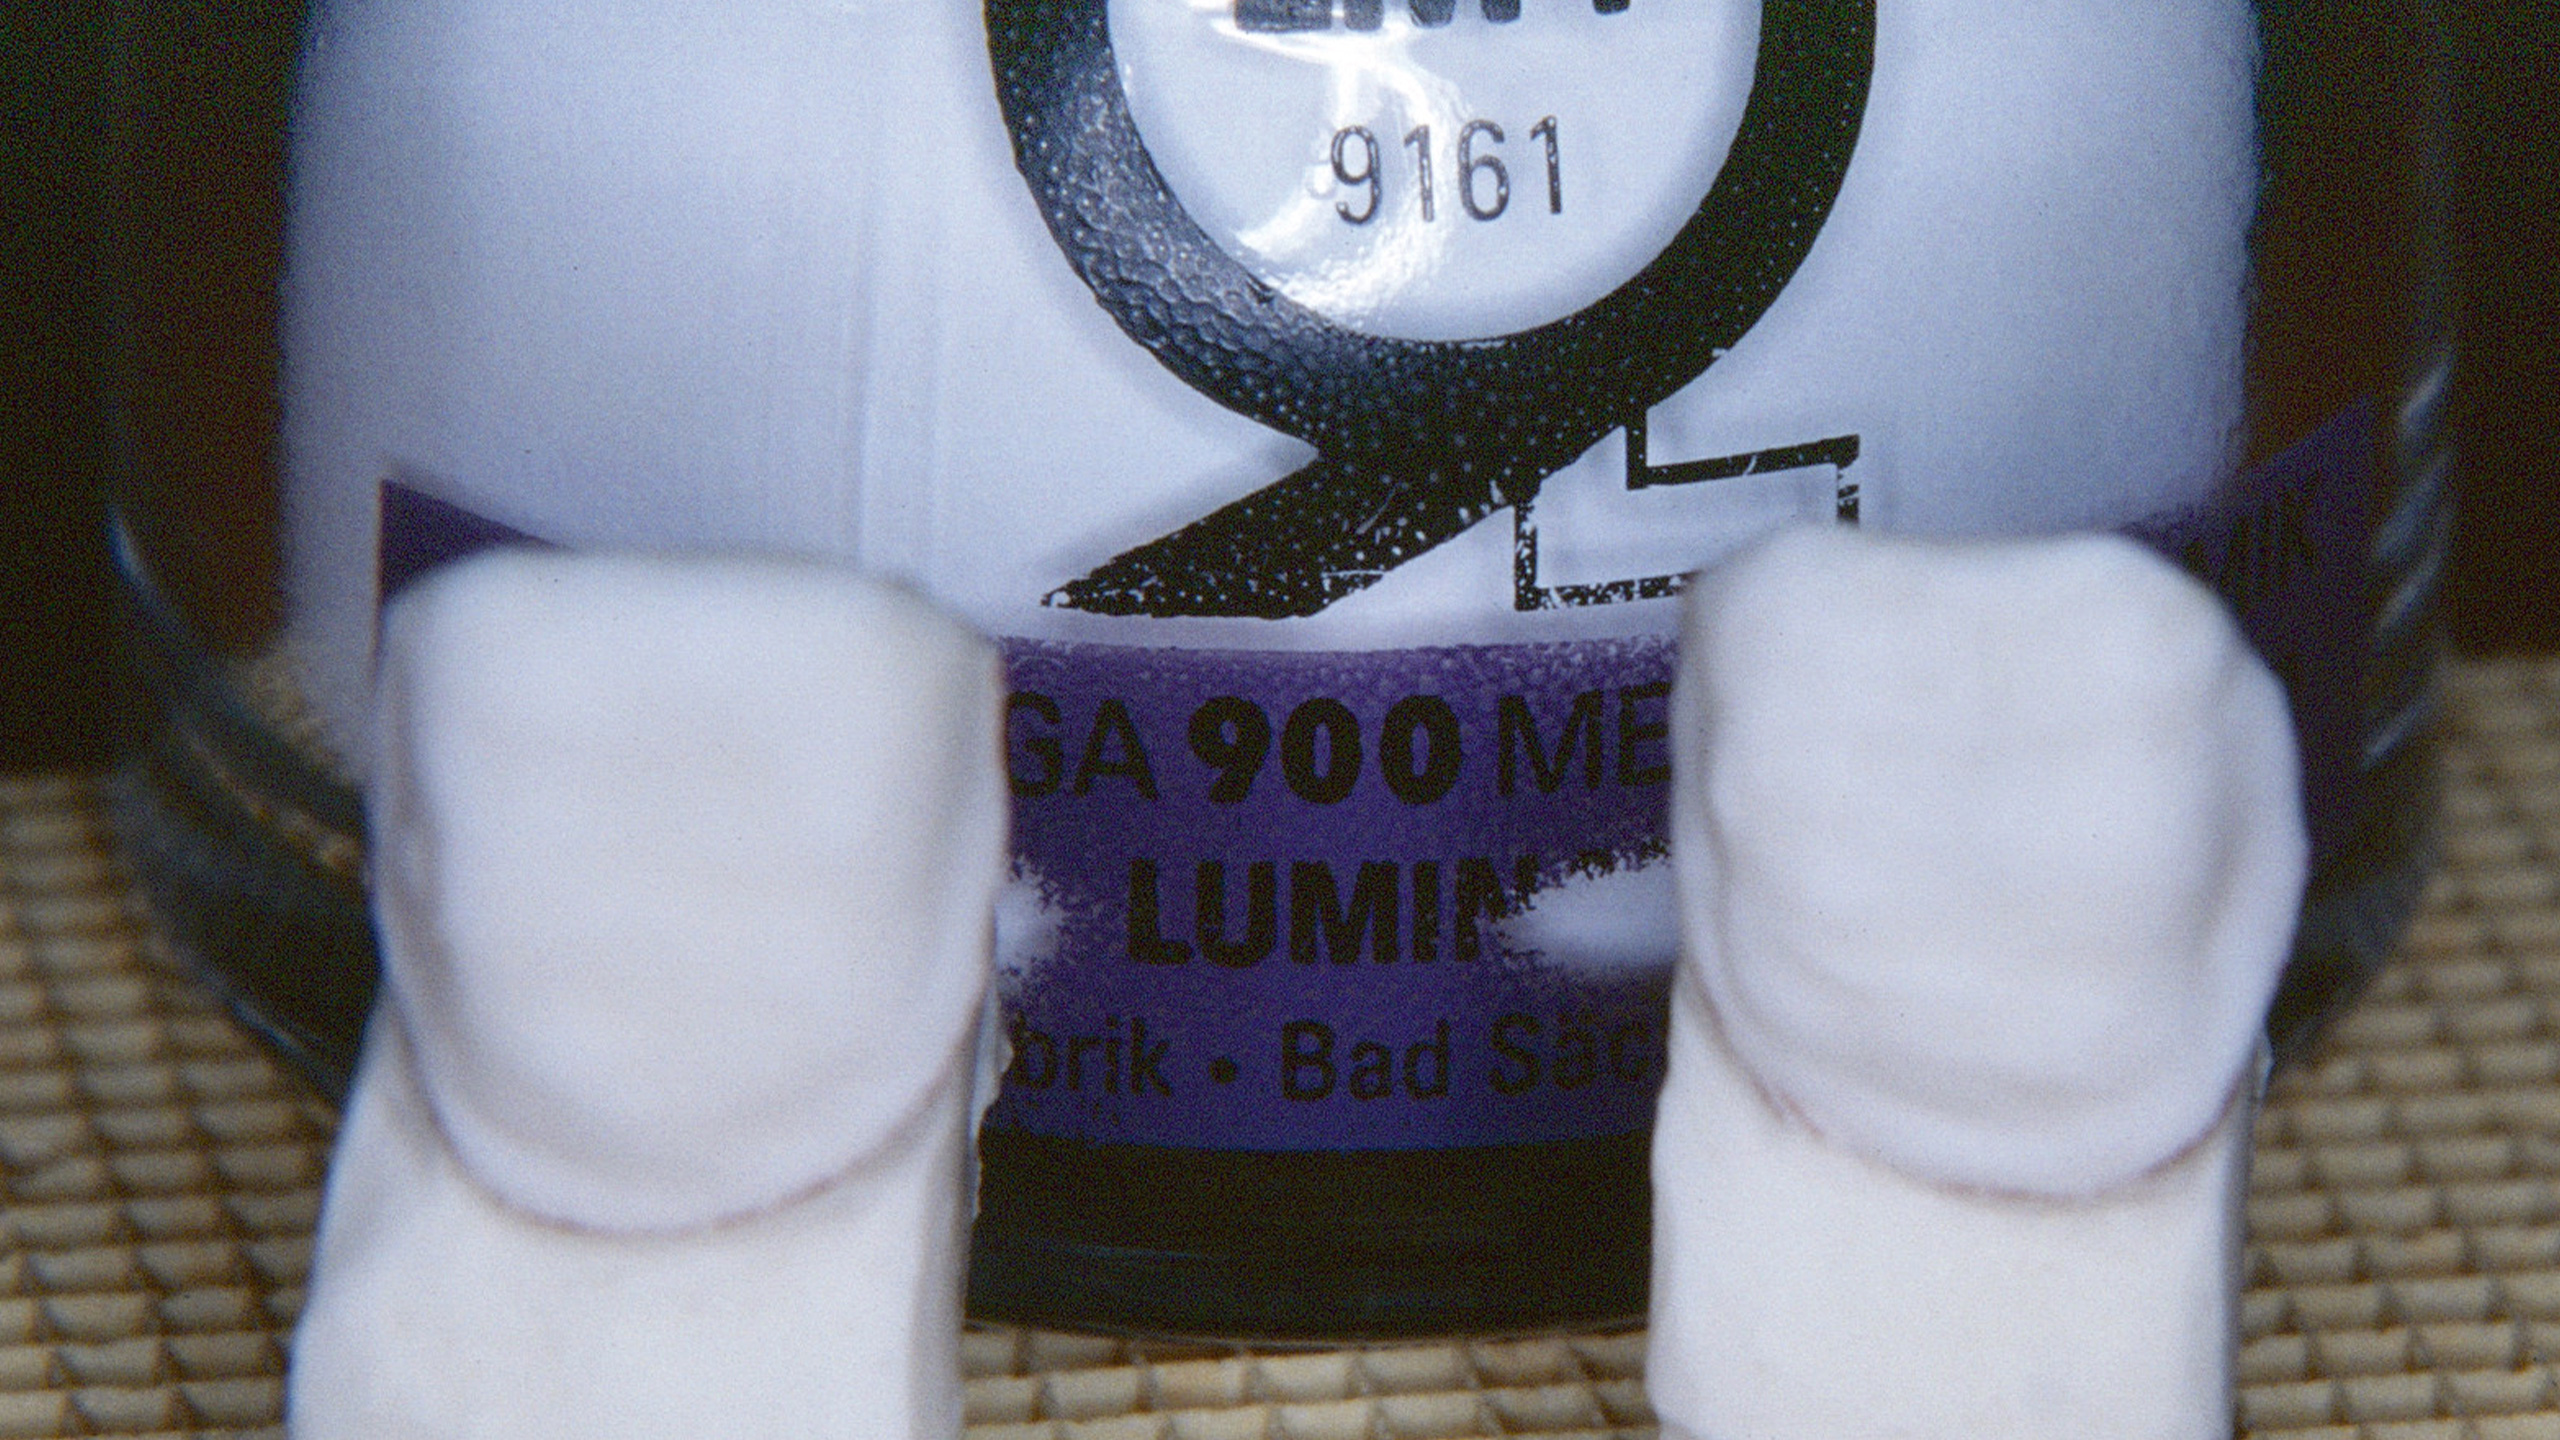 9161
GA 900 ME
LUMIN
brik • Bad Säc